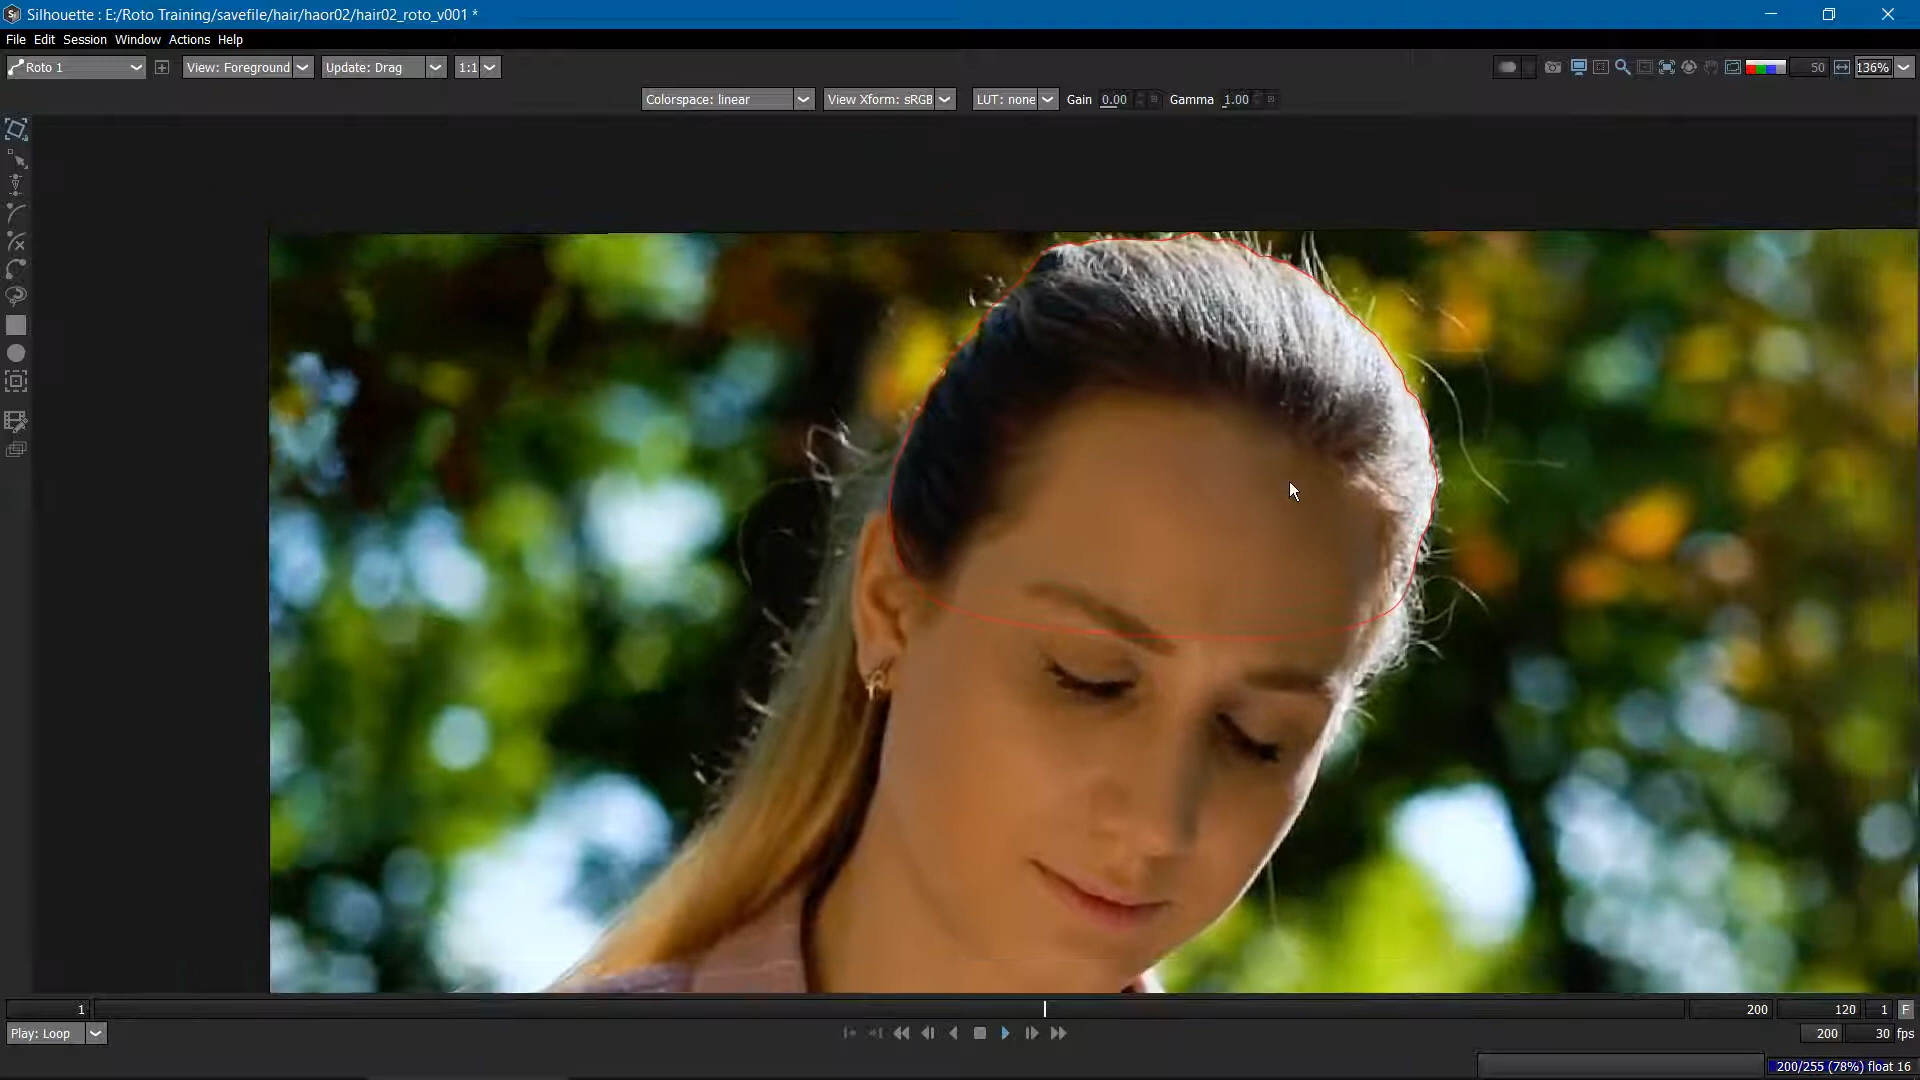 Silhouette : E:/Roto Training/savefile/hair/haor02/hair02_roto_v001 *
File Edit Session Window Actions Help
Roto 1 View: Foreground Update: Drag 1:1 50 136%
Colorspace: linear View Xform: sRGB LUT: none Gain 0.00 Gamma 1.00
1 200 120 1 F
Play: Loop 200 30 fps
200/255 (78%) float 16